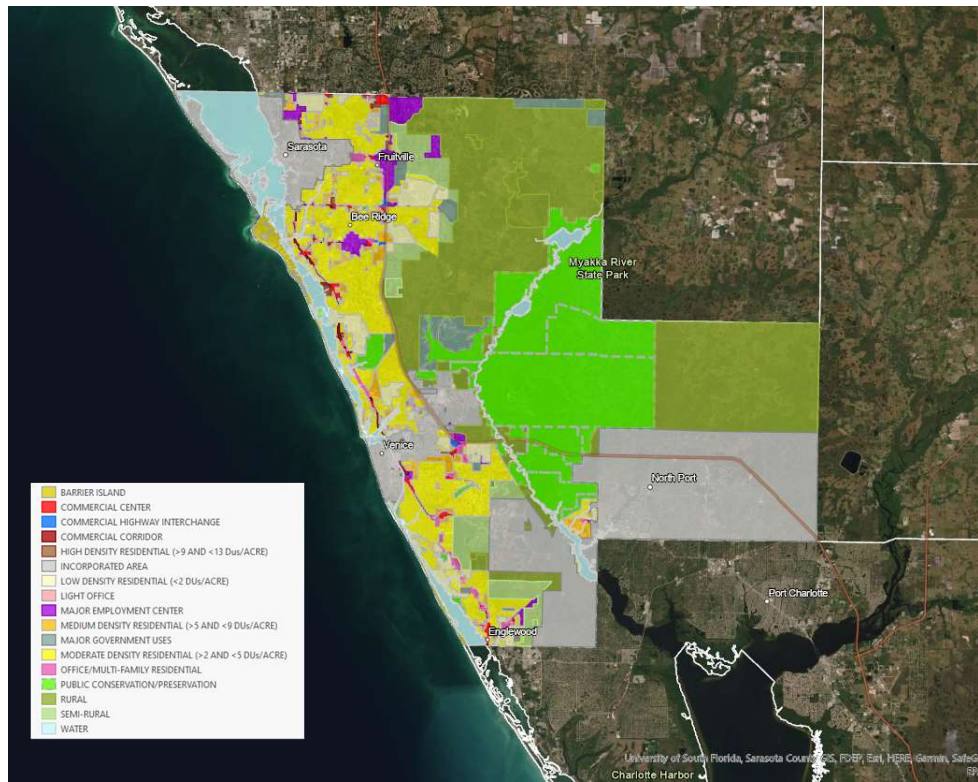 Sarasota
Fruitville
Bee Ridge
Myakka River
State Park
Venice
North Port
Port Charlotte
Englewood
BARRIER ISLAND
COMMERCIAL CENTER
COMMERCIAL HIGHWAY INTERCHANGE
COMMERCIAL CORRIDOR
HIGH DENSITY RESIDENTIAL (>9 AND <13 Dus/ACRE)
INCORPORATED AREA
LOW DENSITY RESIDENTIAL (<2 DUs/ACRE)
LIGHT OFFICE
MAJOR EMPLOYMENT CENTER
MEDIUM DENSITY RESIDENTIAL (>5 AND <9 DUs/ACRE)
MAJOR GOVERNMENT USES
MODERATE DENSITY RESIDENTIAL (>2 AND <5 DUs/ACRE)
OFFICE/MULTI-FAMILY RESIDENTIAL
PUBLIC CONSERVATION/PRESERVATION
RURAL
SEMI-RURAL
WATER
University of South Florida, Sarasota County GIS, FDEP, Esri, HERE, Garmin, SafeG
Charlotte Harbor